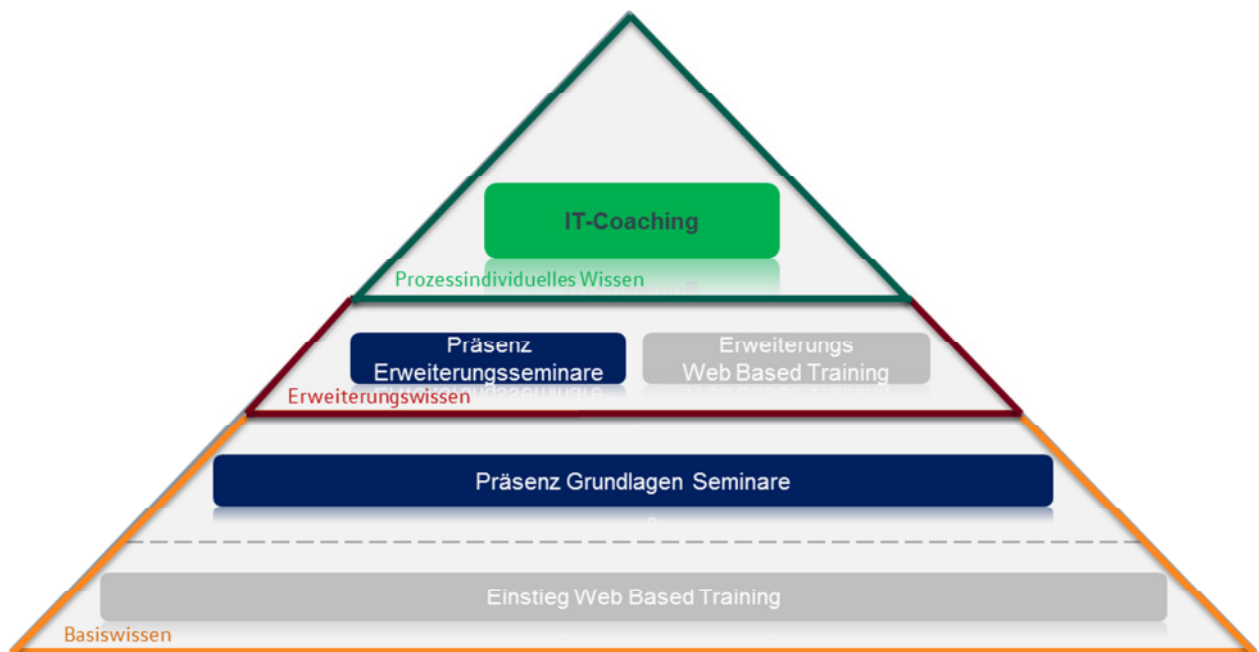 IT-Coaching
Prozessindividuelles Wissen
Präsenz
Erweiterungsseminare
Erweiterungs
Web Based Training
Erweiterungswissen
Präsenz Grundlagen Seminare
Einstieg Web Based Training
Basiswissen